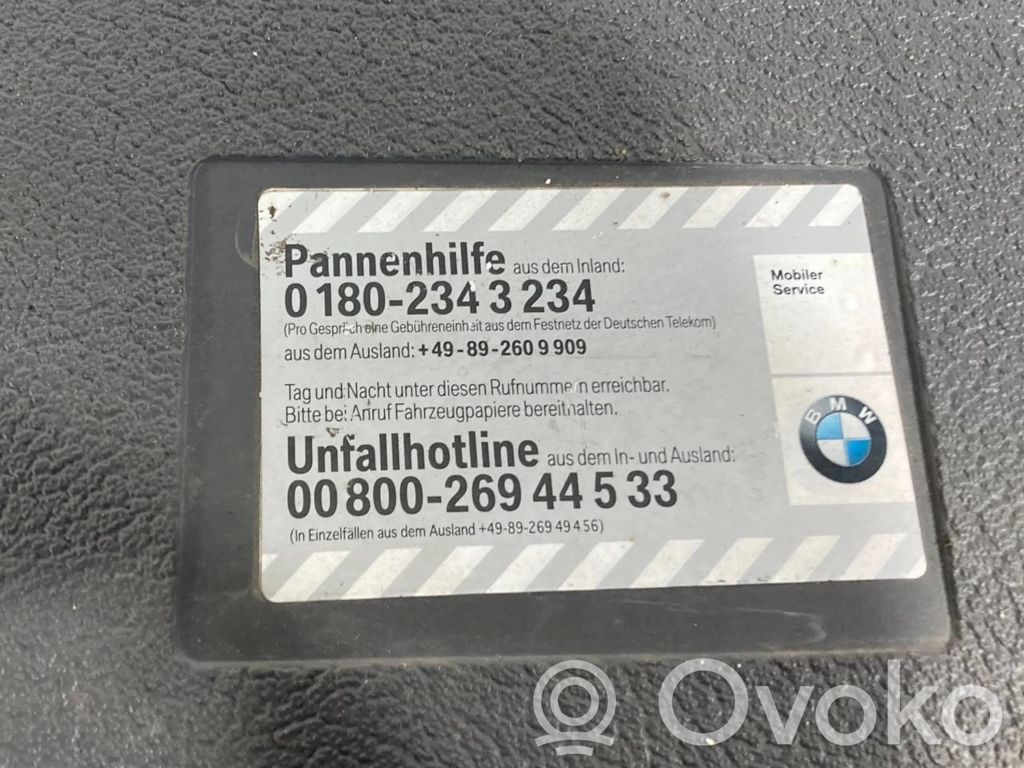 Pannenhilfe aus dem Inland:
0 180-234 3 234
(Pro Gespräch eine Gebühreneinheit aus dem Festnetz der Deutschen Telekom)
aus dem Ausland: +49-89-260 9 909
Tag und Nacht unter diesen Rufnummern erreichbar.
Bitte bei Anruf Fahrzeugpapiere bereithalten.
Unfallhotline aus dem In- und Ausland:
00 800-269 44 5 33
(In Einzelfällen aus dem Ausland +49-89-269 49 4 56)
Mobiler
Service
BMW
Ovoko